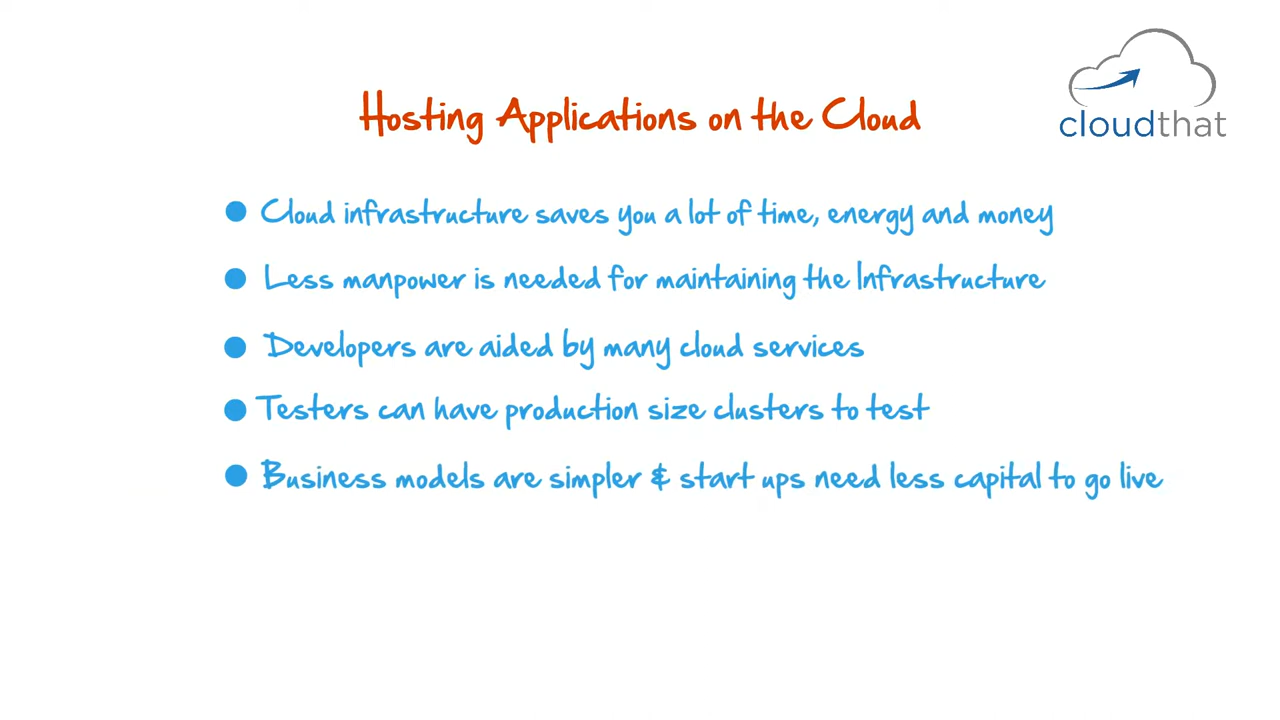 cloudthat
Hosting Applications on the Cloud
Cloud infrastructure saves you a lot of time, energy and money
Less manpower is needed for maintaining the Infrastructure
Developers are aided by many cloud services
Testers can have production size clusters to test
Business models are simpler & start ups need less capital to go live